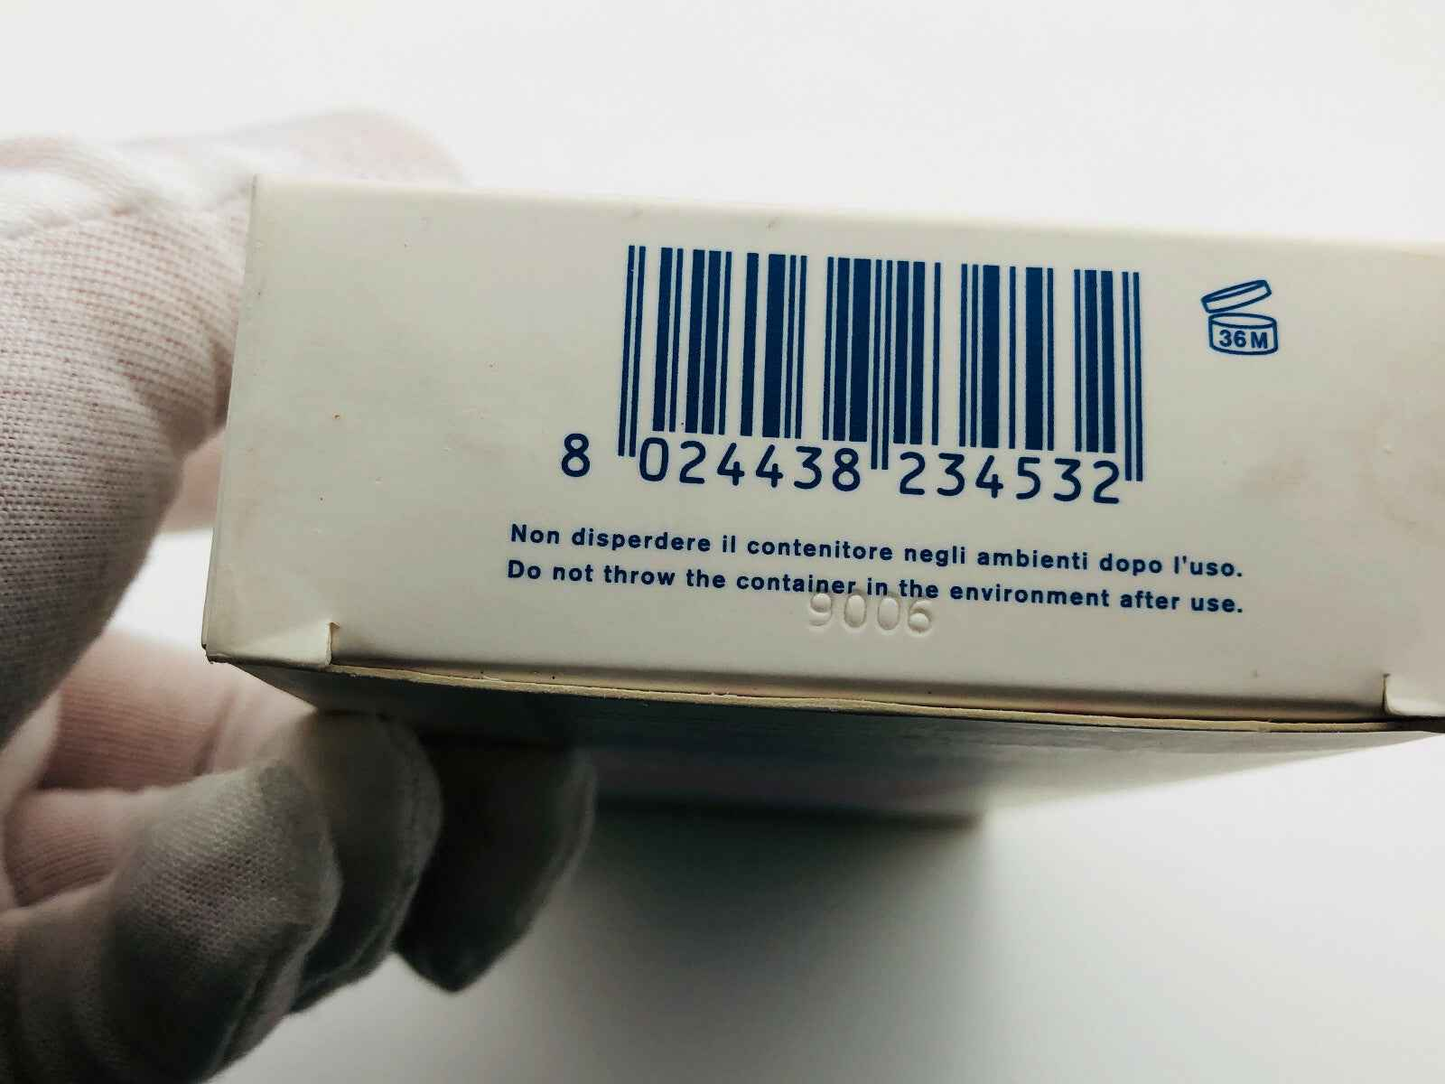 36M
8 024438 234532
Non disperdere il contenitore negli ambienti dopo l'uso.
Do not throw the container in the environment after use.
9006